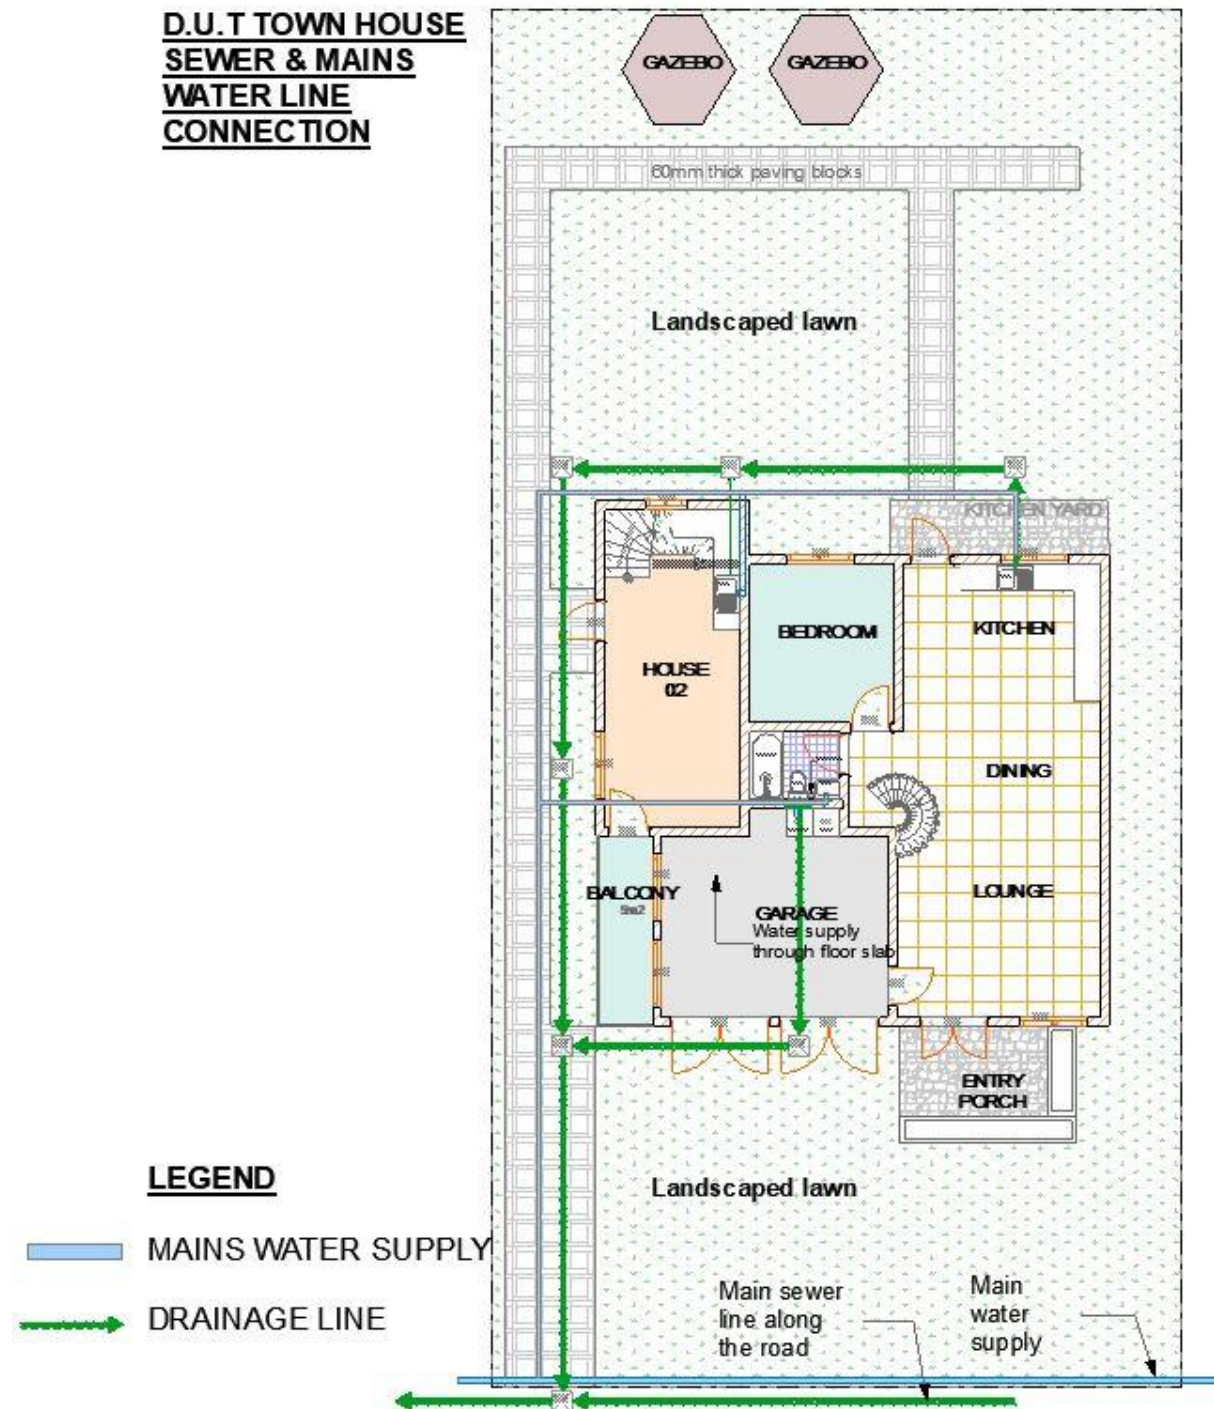 D.U.T TOWN HOUSE
SEWER & MAINS
WATER LINE
CONNECTION
GAZEBO
GAZEBO
60mm thick paving blocks
Landscaped lawn
KITCHEN YARD
KITCHEN
BEDROOM
HOUSE
02
DINING
LOUNGE
BALCONY
9m2
GARAGE
Water supply
through floor slab
ENTRY
PORCH
Landscaped lawn
LEGEND
MAINS WATER SUPPLY
DRAINAGE LINE
Main sewer
line along
the road
Main
water
supply